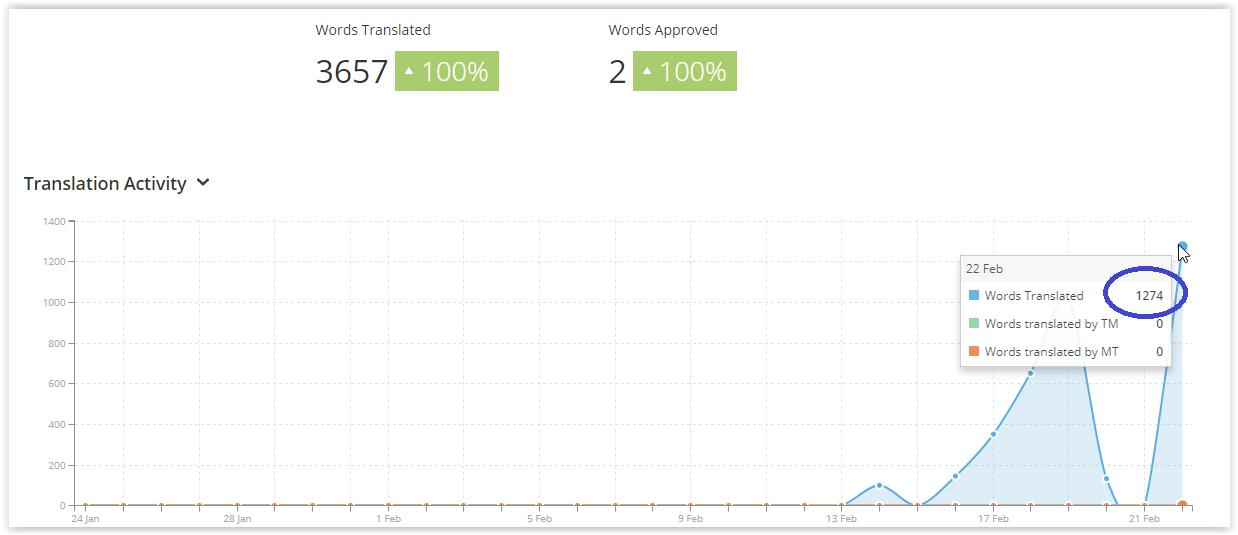 Words Translated Words Approved
3657 ▲ 100% 2 ▲ 100%
Translation Activity
1400
1200
1000
800
600
400
200
0
22 Feb
Words Translated 1274
Words translated by TM 0
Words translated by MT 0
24 Jan 28 Jan 1 Feb 5 Feb 9 Feb 13 Feb 17 Feb 21 Feb